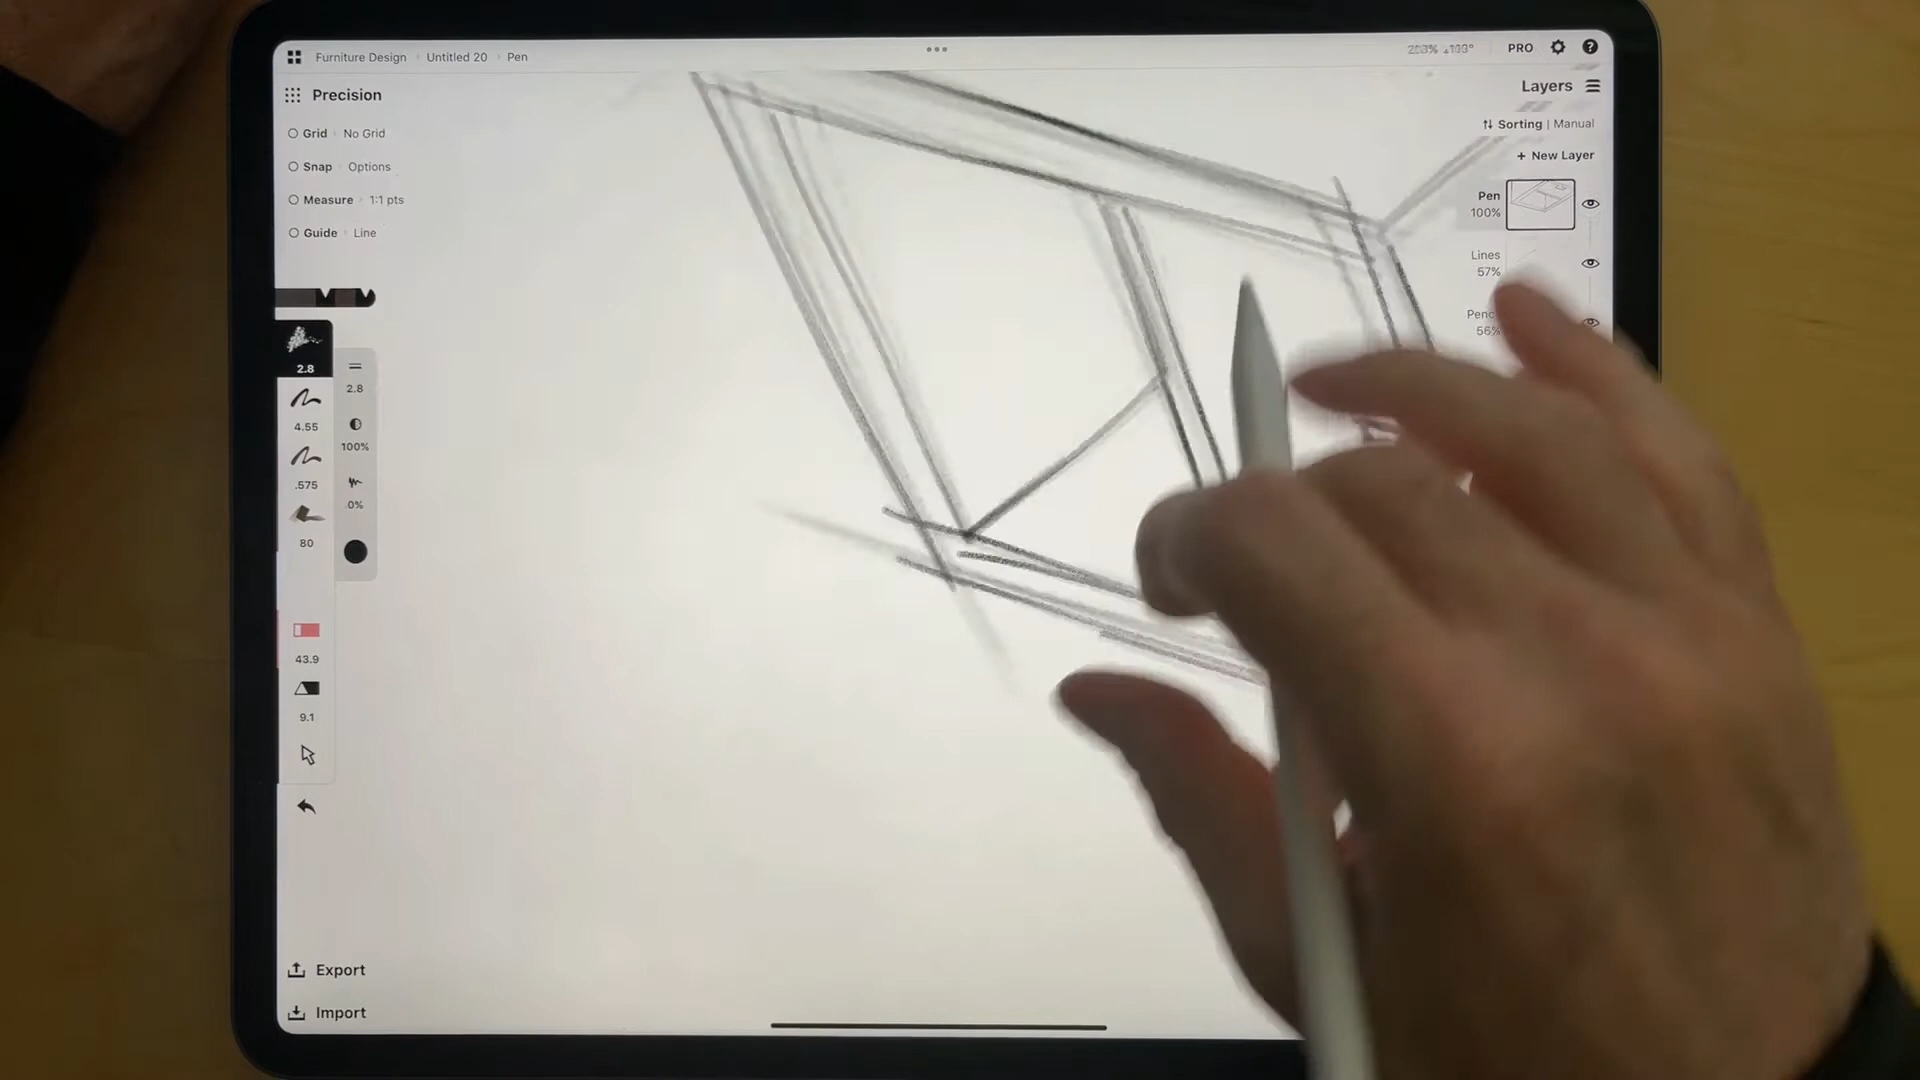 Furniture Design › Untitled 20 › Pen
PRO
Precision
Layers
Grid › No Grid
Sorting | Manual
Snap › Options
+ New Layer
Measure › 1:1 pts
Pen
100%
Guide › Line
Lines
57%
56%
2.8
2.8
4.55
100%
.575
0%
80
43.9
9.1
Export
Import